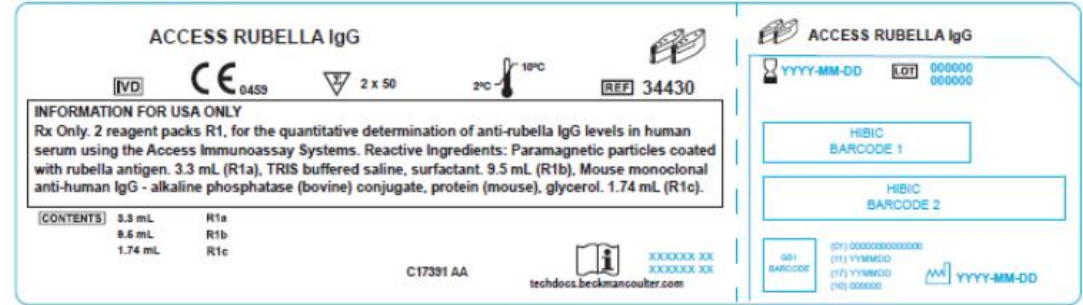 ACCESS RUBELLA IgG
IVD
CE 0459
Σ 2 x 50
2ºC
10ºC
REF 34430
INFORMATION FOR USA ONLY
Rx Only. 2 reagent packs R1, for the quantitative determination of anti-rubella IgG levels in human
serum using the Access Immunoassay Systems. Reactive Ingredients: Paramagnetic particles coated
with rubella antigen. 3.3 mL (R1a), TRIS buffered saline, surfactant. 9.5 mL (R1b), Mouse monoclonal
anti-human IgG - alkaline phosphatase (bovine) conjugate, protein (mouse), glycerol. 1.74 mL (R1c).
CONTENTS 3.3 mL R1a
9.5 mL R1b
1.74 mL R1c
C17391 AA
i
XXXXXX XX
XXXXXX XX
techdocs.beckmancoulter.com
ACCESS RUBELLA IgG
YYYY-MM-DD
LOT 000000
000000
HIBIC
BARCODE 1
HIBIC
BARCODE 2
GS1
BARCODE
(01) 00000000000000
(11) YYMMDD
(17) YYMMDD
(10) 000000
YYYY-MM-DD